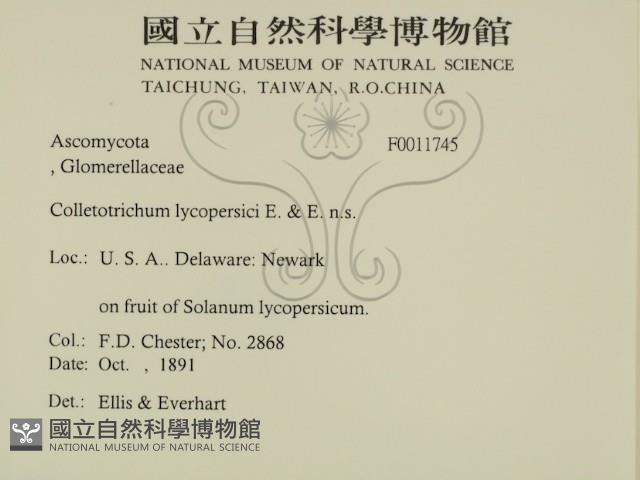 國立自然科學博物館
NATIONAL MUSEUM OF NATURAL SCIENCE
TAICHUNG, TAIWAN, R.O.CHINA
Ascomycota F0011745
, Glomerellaceae
Colletotrichum lycopersici E. & E. n.s.
Loc.: U. S. A.. Delaware: Newark
on fruit of Solanum lycopersicum.
Col.: F.D. Chester; No. 2868
Date: Oct. , 1891
Det.: Ellis & Everhart
國立自然科學博物館
NATIONAL MUSEUM OF NATURAL SCIENCE